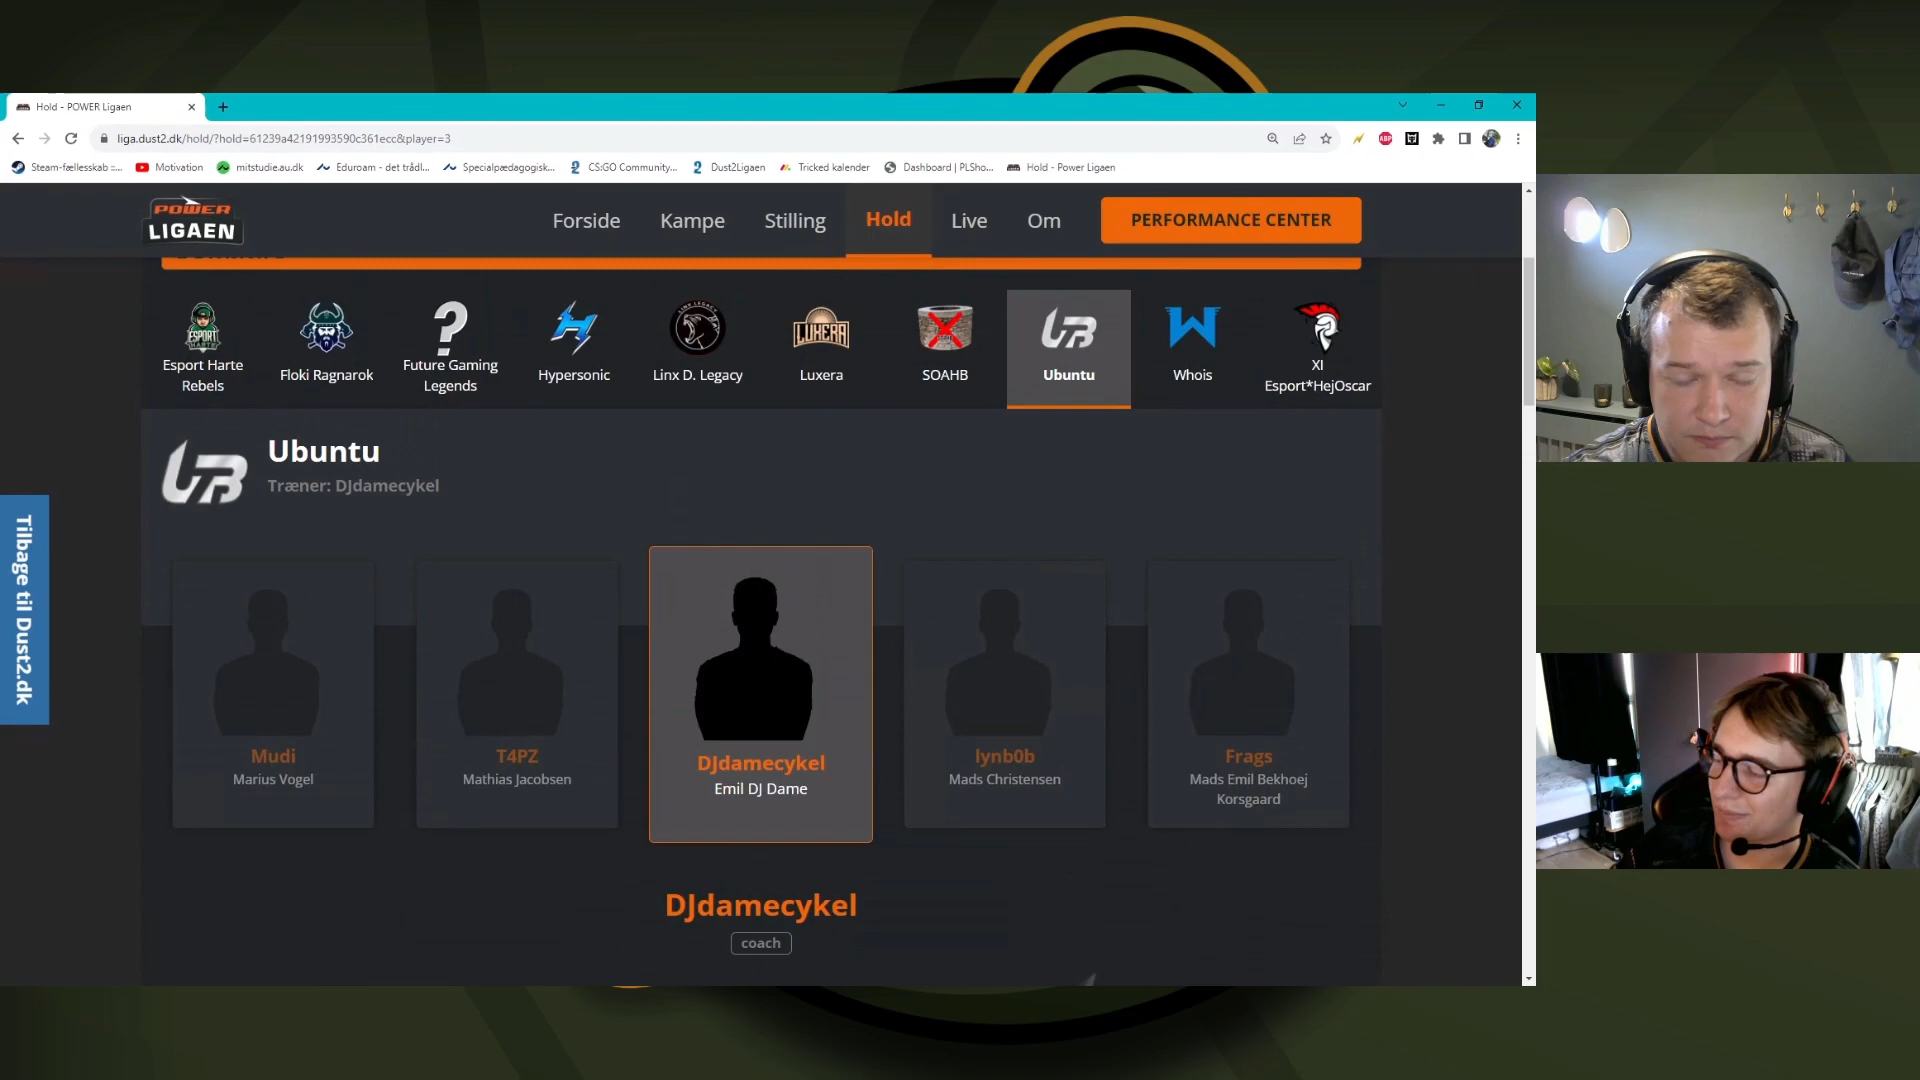 Hold - POWER Ligaen
liga.dust2.dk/hold/?hold=61239a42191993590c361ecc&player=3
Steam-fællesskab ::... Motivation mitstudie.au.dk Eduroam - det trådl... Specialpædagogisk... CS:GO Community... Dust2Ligaen Tricked kalender Dashboard | PLSho... Hold - Power Ligaen
POWER
LIGAEN
Forside Kampe Stilling Hold Live Om PERFORMANCE CENTER
Esport Harte
Rebels
Floki Ragnarok
Future Gaming
Legends
Hypersonic
Linx D. Legacy
Luxera
SOAHB
Ubuntu
Whois
XI
Esport*HejOscar
ESPORT
LUXERA
Ubuntu
Træner: DJdamecykel
Tilbage til Dust2.dk
Mudi
Marius Vogel
T4PZ
Mathias Jacobsen
DJdamecykel
Emil DJ Dame
lynb0b
Mads Christensen
Frags
Mads Emil Bekhoej
Korsgaard
DJdamecykel
coach